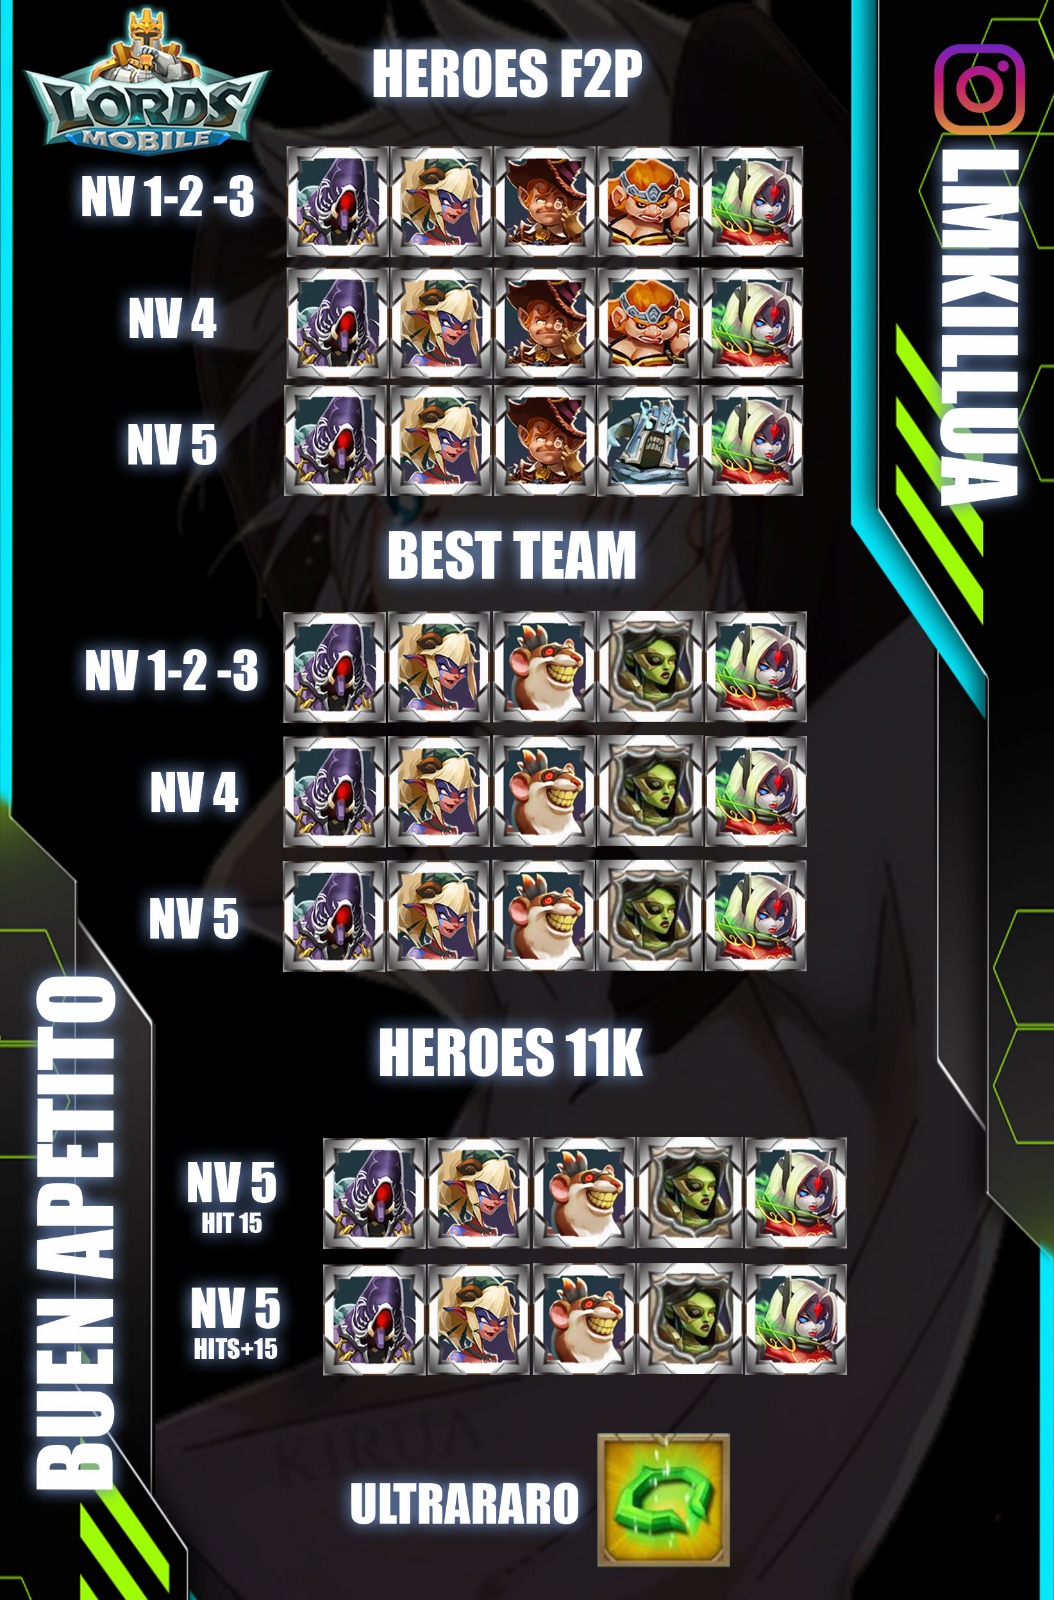 LORDS
MOBILE
HEROES F2P
NV 1-2 -3
NV 4
NV 5
BEST TEAM
NV 1-2 -3
NV 4
NV 5
HEROES 11K
NV 5
HIT 15
NV 5
HITS+15
ULTRARARO
LMKILLUA
BUEN APETITO
KIRUA